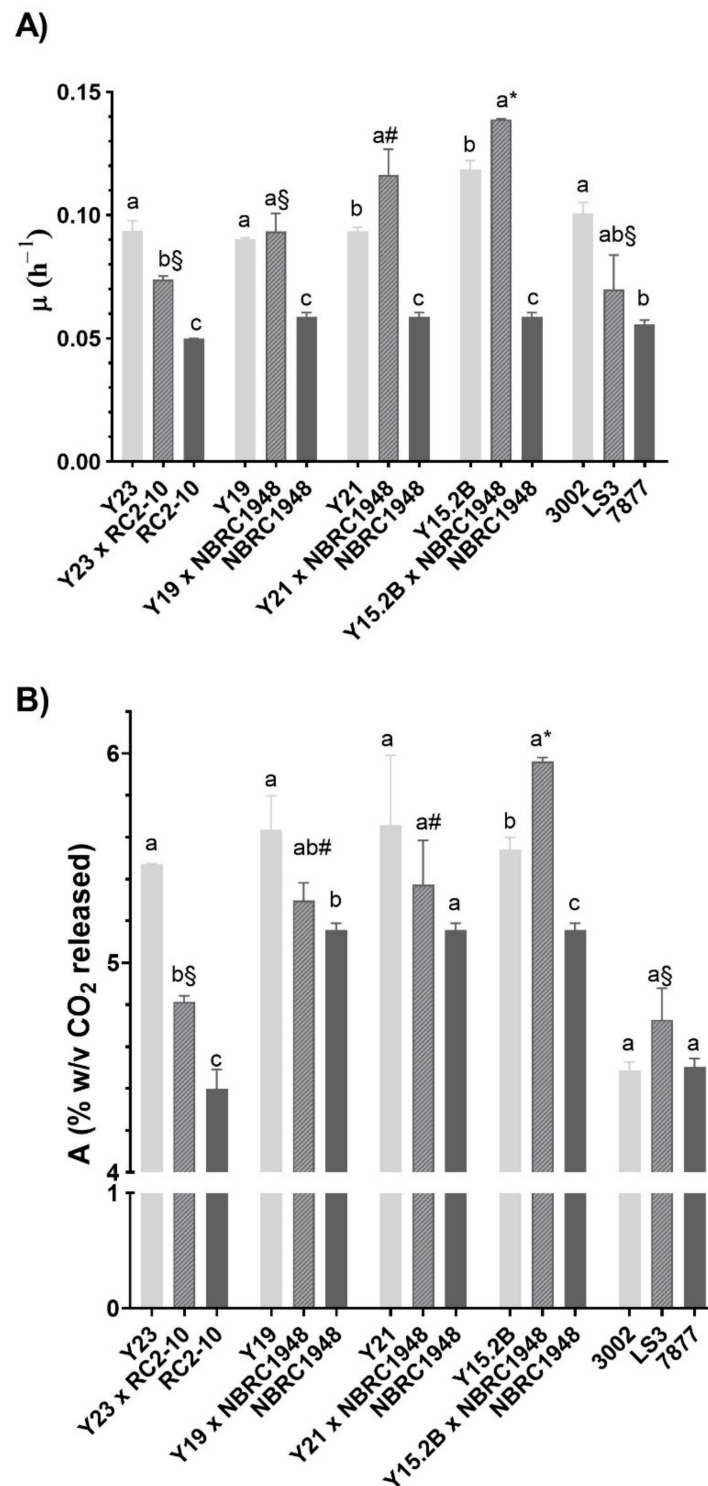 A)
a*
a#
b
a
a§
a
b
a
b§
ab§
c
c
c
c
b
0.15
0.10
0.05
0.00
μ (h⁻¹)
Y23
Y23 x RC2-10
RC2-10
Y19
Y19 x NBRC1948
NBRC1948
Y21
Y21 x NBRC1948
NBRC1948
Y15.2B
Y15.2B x NBRC1948
NBRC1948
3002
LS3
7877
B)
a
a*
a
b
a
ab#
a#
b
a
c
b§
a§
c
a
a
6
5
4
1
0
A (% w/v CO₂ released)
Y23
Y23 x RC2-10
RC2-10
Y19
Y19 x NBRC1948
NBRC1948
Y21
Y21 x NBRC1948
NBRC1948
Y15.2B
Y15.2B x NBRC1948
NBRC1948
3002
LS3
7877